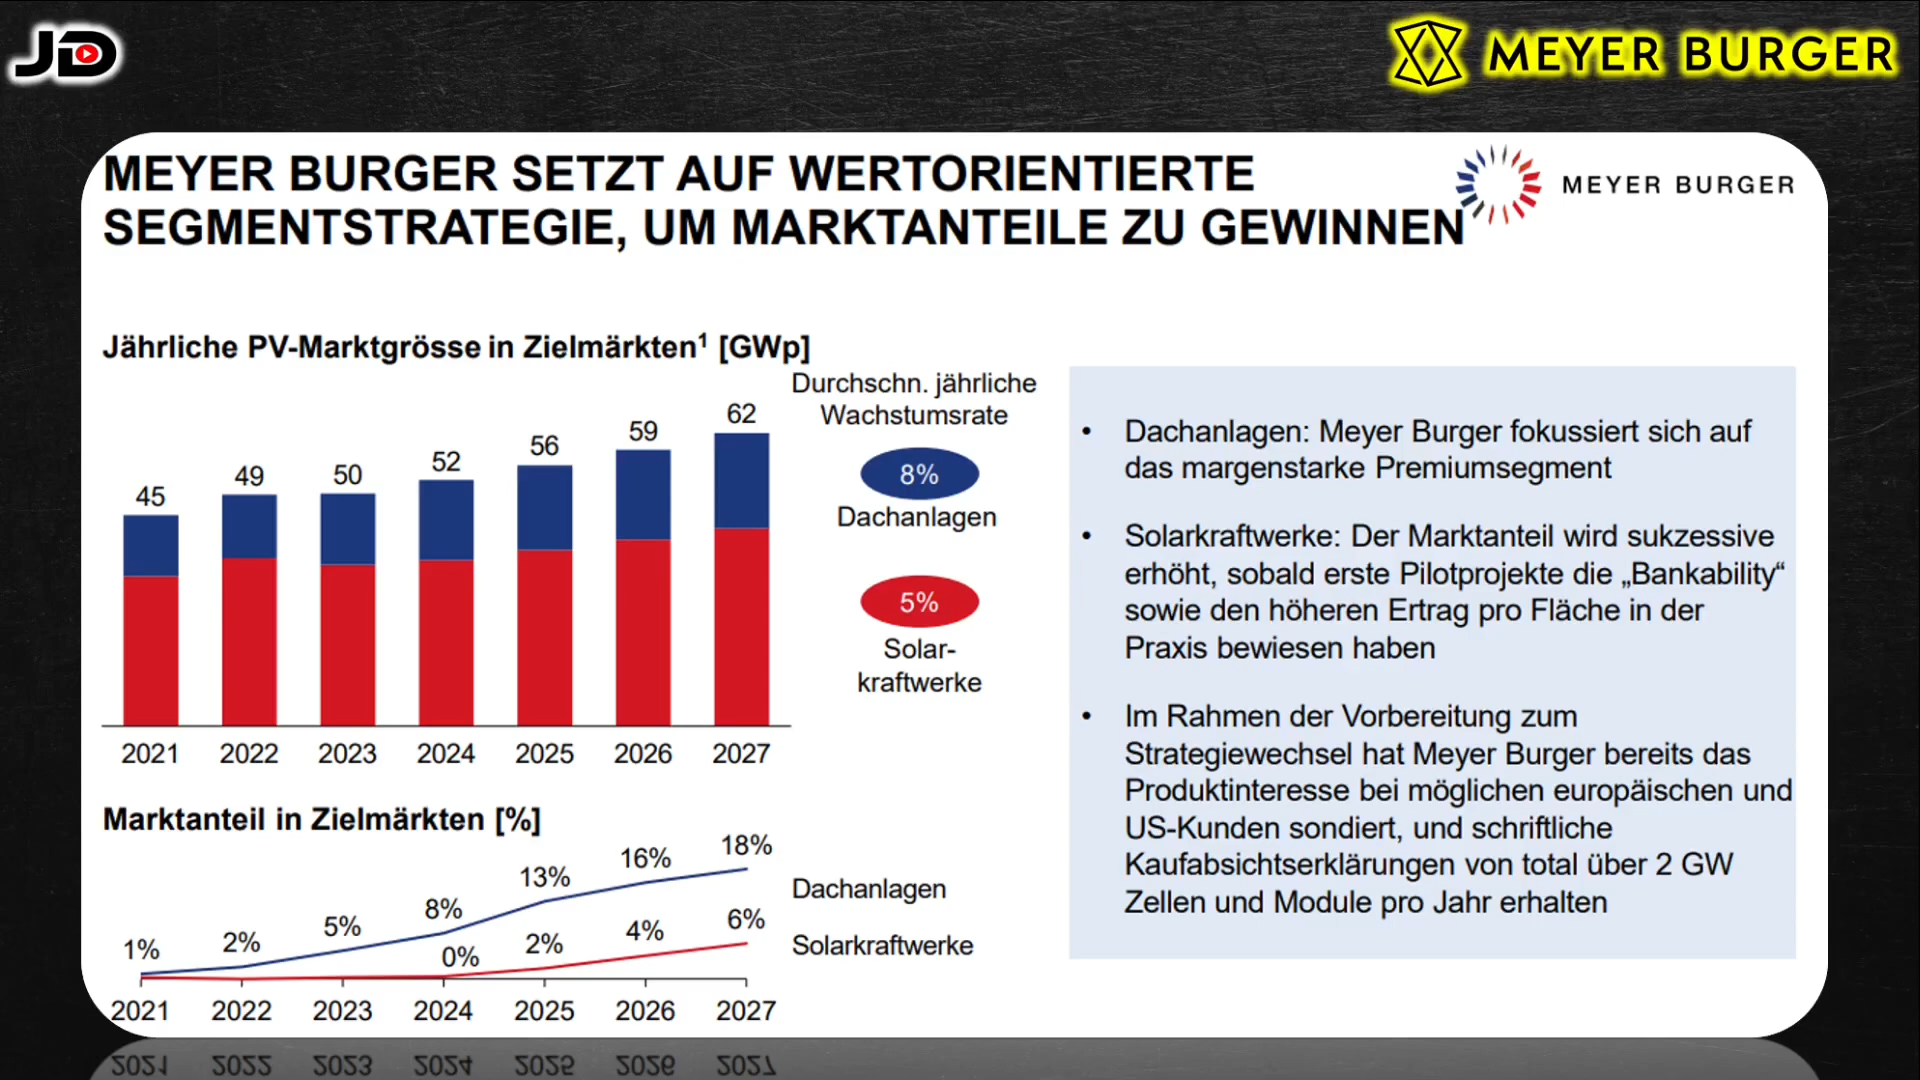 JD
MEYER BURGER
MEYER BURGER SETZT AUF WERTORIENTIERTE
SEGMENTSTRATEGIE, UM MARKTANTEILE ZU GEWINNEN
MEYER BURGER
Jährliche PV-Marktgrösse in Zielmärkten¹ [GWp]
Durchschn. jährliche
Wachstumsrate
45 49 50 52 56 59 62
8%
Dachanlagen
5%
Solar-
kraftwerke
2021 2022 2023 2024 2025 2026 2027
Marktanteil in Zielmärkten [%]
1% 2% 5% 8% 13% 16% 18%
Dachanlagen
0% 2% 4% 6%
Solarkraftwerke
2021 2022 2023 2024 2025 2026 2027
• Dachanlagen: Meyer Burger fokussiert sich auf
das margenstarke Premiumsegment
• Solarkraftwerke: Der Marktanteil wird sukzessive
erhöht, sobald erste Pilotprojekte die „Bankability“
sowie den höheren Ertrag pro Fläche in der
Praxis bewiesen haben
• Im Rahmen der Vorbereitung zum
Strategiewechsel hat Meyer Burger bereits das
Produktinteresse bei möglichen europäischen und
US-Kunden sondiert, und schriftliche
Kaufabsichtserklärungen von total über 2 GW
Zellen und Module pro Jahr erhalten